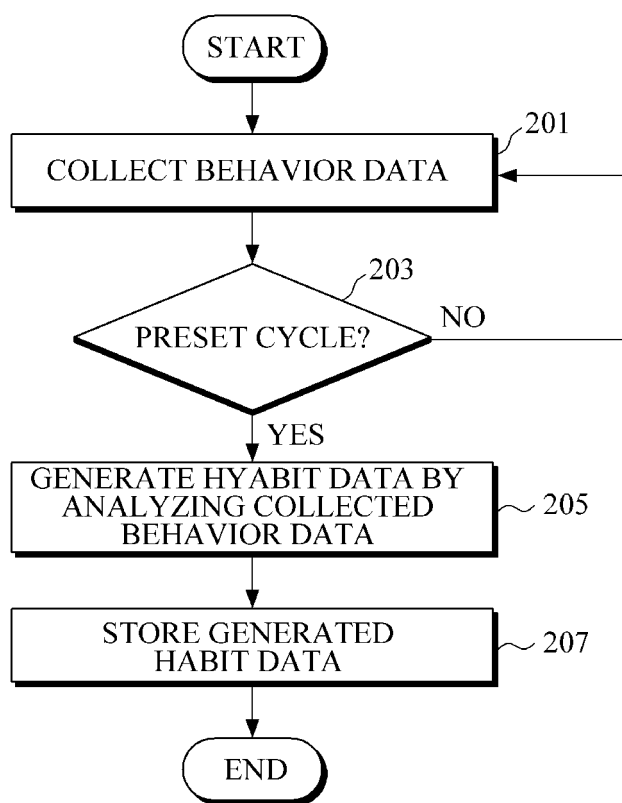 START
201
COLLECT BEHAVIOR DATA
203
PRESET CYCLE?
NO
YES
GENERATE HYABIT DATA BY
ANALYZING COLLECTED
BEHAVIOR DATA
205
STORE GENERATED
HABIT DATA
207
END